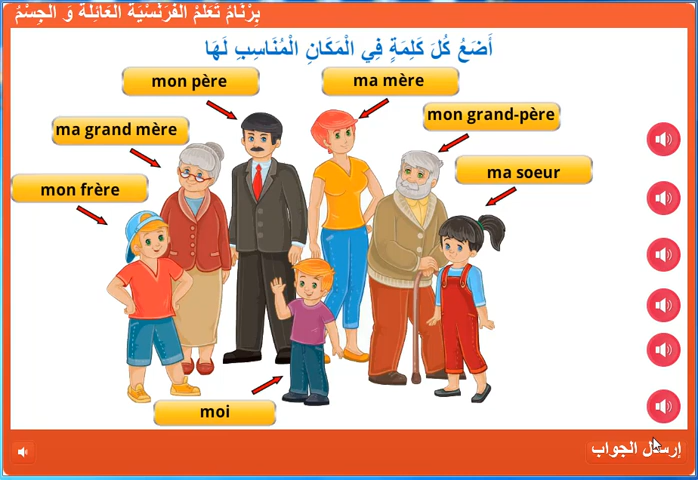 بِرْنَامُ تَعَلُّمْ الْفَرَنْسْيَةَ الْعَائِلَةُ وَ الْجِسْمُ
أَضَعُ كُلَ كَلِمَةٍ فِي الْمَكَانِ الْمُنَاسِبِ لَهَا
mon père
ma mère
mon grand-père
ma grand mère
ma soeur
mon frère
moi
إرسال الجواب